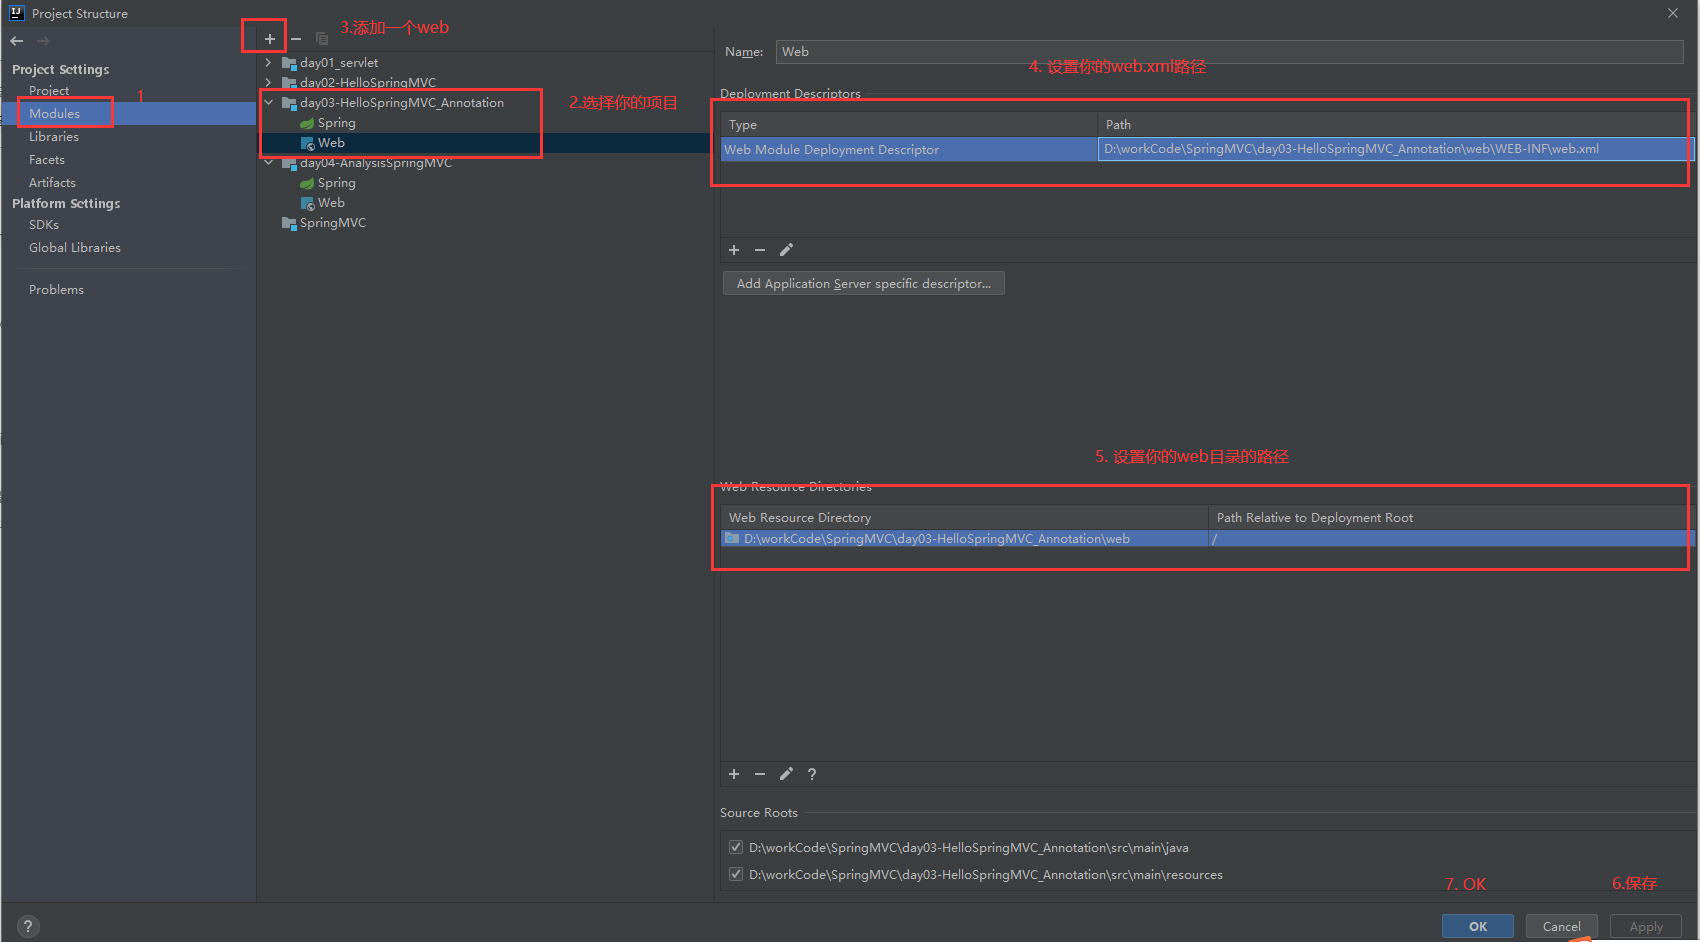 Project Structure
3.添加一个web
Project Settings
Project
1
Modules
Libraries
Facets
Artifacts
Platform Settings
SDKs
Global Libraries
Problems
day01_servlet
day02-HelloSpringMVC
day03-HelloSpringMVC_Annotation
2.选择你的项目
Spring
Web
day04-AnalysisSpringMVC
Spring
Web
SpringMVC
Name: Web
4. 设置你的web.xml路径
Deployment Descriptors
Type Path
Web Module Deployment Descriptor D:\workCode\SpringMVC\day03-HelloSpringMVC_Annotation\web\WEB-INF\web.xml
Add Application Server specific descriptor...
5. 设置你的web目录的路径
Web Resource Directories
Web Resource Directory Path Relative to Deployment Root
D:\workCode\SpringMVC\day03-HelloSpringMVC_Annotation\web /
?
Source Roots
D:\workCode\SpringMVC\day03-HelloSpringMVC_Annotation\src\main\java
D:\workCode\SpringMVC\day03-HelloSpringMVC_Annotation\src\main\resources
7. OK 6.保存
? OK Cancel Apply